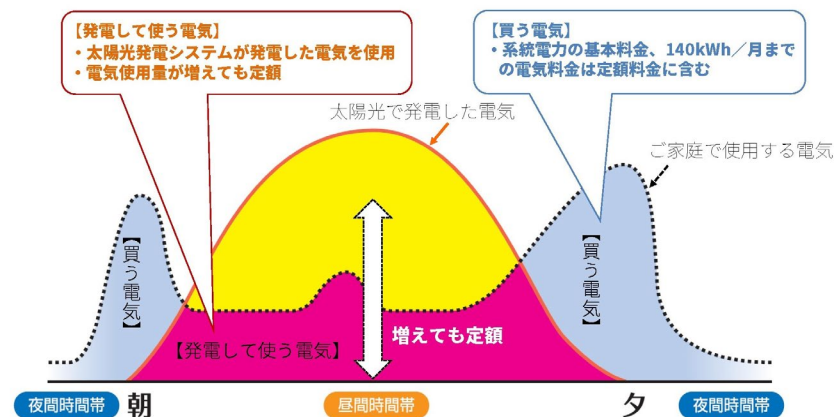 【発電して使う電気】
・太陽光発電システムが発電した電気を使用
・電気使用量が増えても定額
【買う電気】
・系統電力の基本料金、140kWh／月まで
の電気料金は定額料金に含む
太陽光で発電した電気
ご家庭で使用する電気
【買う電気】
【買う電気】
増えても定額
【発電して使う電気】
夜間時間帯
朝
昼間時間帯
夕
夜間時間帯